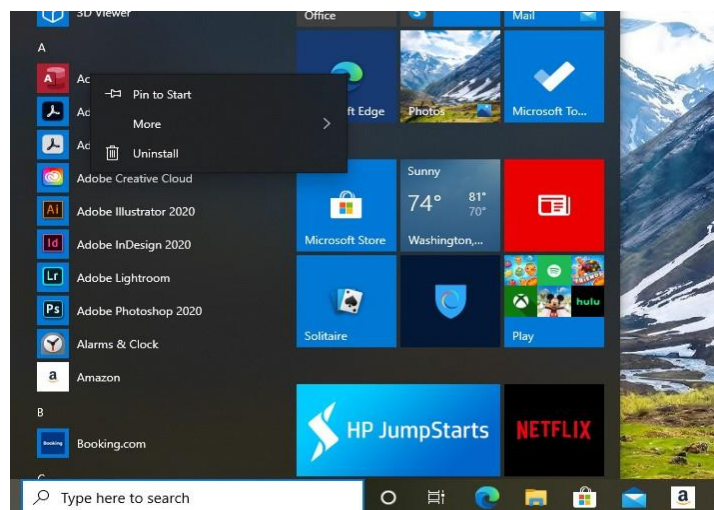 3D Viewer
A
Ac
Ad
Ad
Adobe Creative Cloud
Adobe Illustrator 2020
Adobe InDesign 2020
Adobe Lightroom
Adobe Photoshop 2020
Alarms & Clock
Amazon
B
Booking.com
Pin to Start
More
Uninstall
Office
Mail
ft Edge
Photos
Microsoft To...
Microsoft Store
Sunny
74°
81°
70°
Washington,...
Solitaire
hulu
Play
HP JumpStarts
NETFLIX
Type here to search